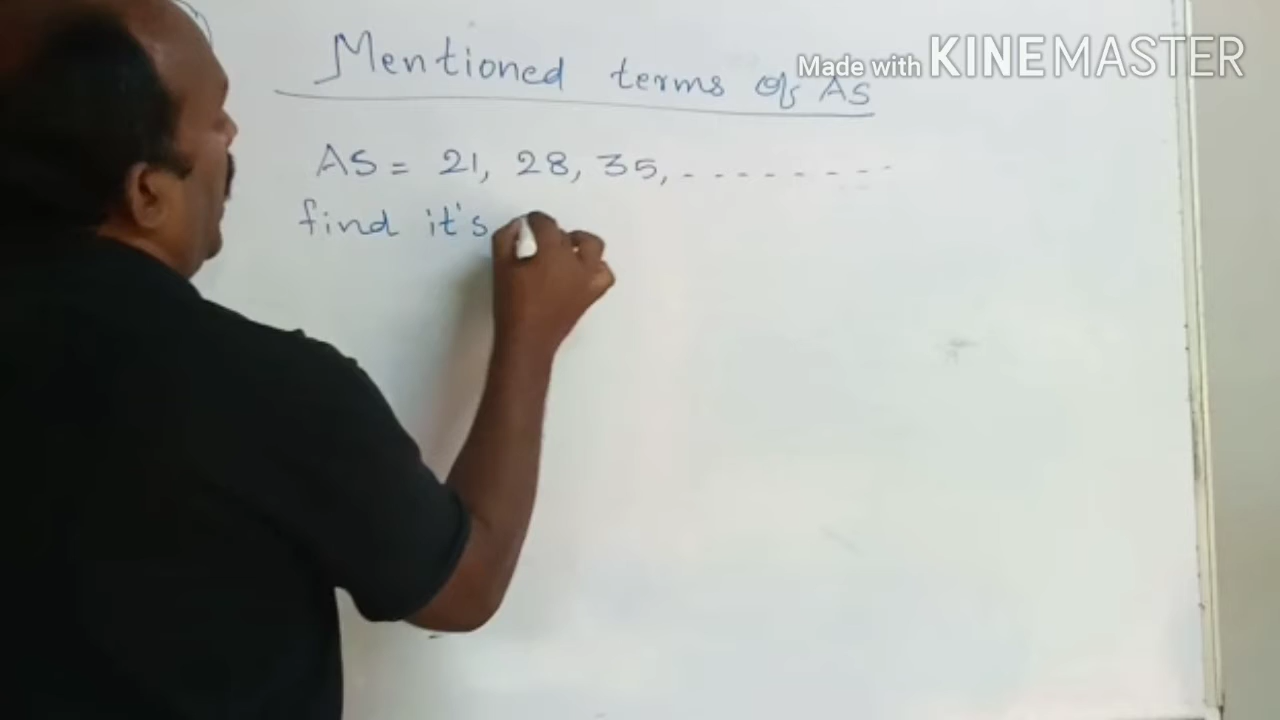 Mentioned terms of AS
Made with KINEMASTER
AS = 21, 28, 35, - - - - - - - -
find it's